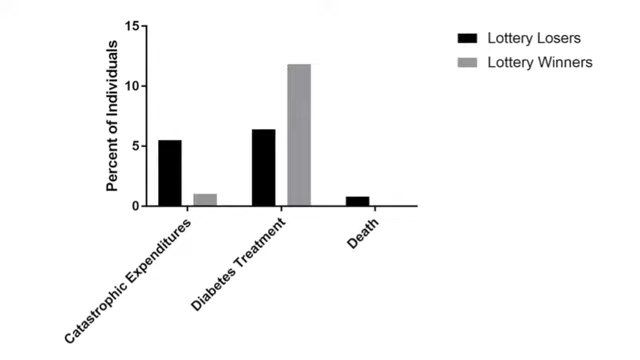 15
10
5
0
Percent of Individuals
Catastrophic Expenditures
Diabetes Treatment
Death
Lottery Losers
Lottery Winners